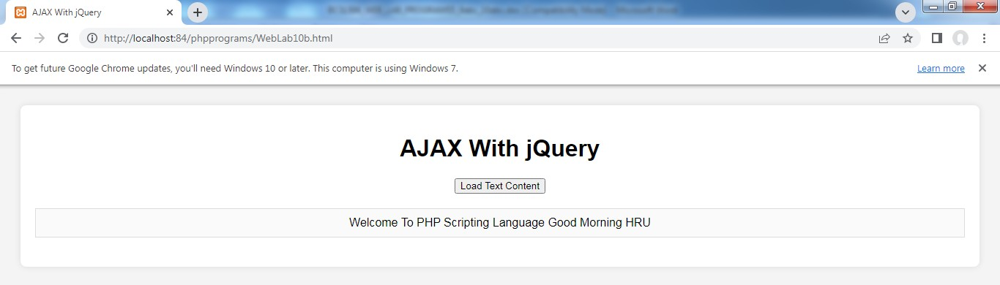 AJAX With jQuery
http://localhost:84/phpprograms/WebLab10b.html
To get future Google Chrome updates, you'll need Windows 10 or later. This computer is using Windows 7. Learn more
AJAX With jQuery
Load Text Content
Welcome To PHP Scripting Language Good Morning HRU